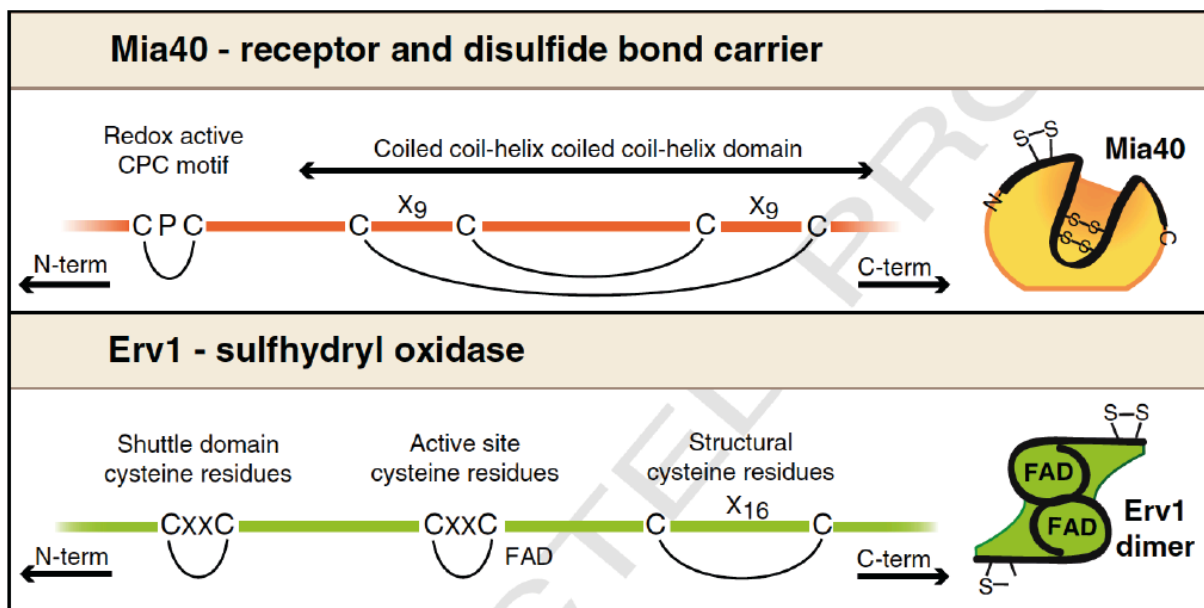 Mia40 - receptor and disulfide bond carrier
Redox active
CPC motif
Coiled coil-helix coiled coil-helix domain
C P C
C
X9
C
C
X9
C
N-term
C-term
S-S
Mia40
N-
S-S
S-S
C
Erv1 - sulfhydryl oxidase
Shuttle domain
cysteine residues
Active site
cysteine residues
Structural
cysteine residues
CxxC
CxxC
FAD
C
X16
C
N-term
C-term
S-S
FAD
FAD
Erv1
dimer
S-